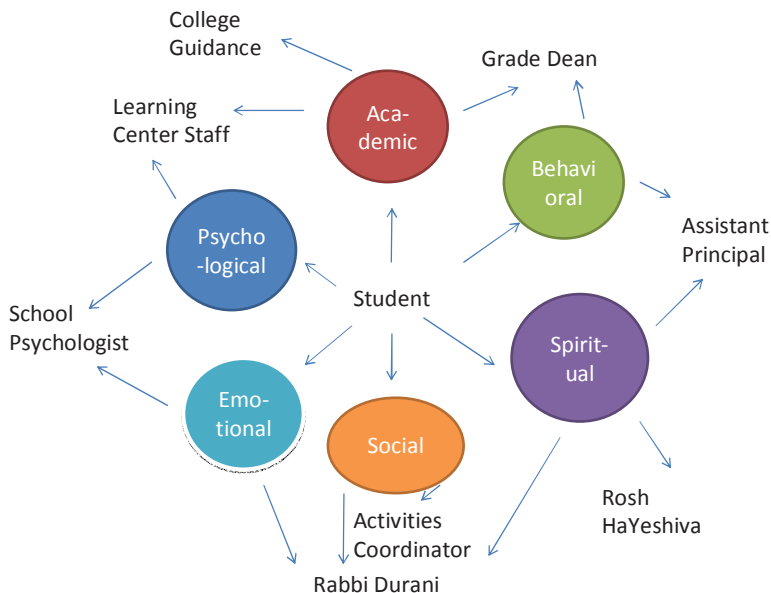 College
Guidance
Grade Dean
Learning
Center Staff
Aca-
demic
Behavi
oral
Psycho
-logical
Assistant
Principal
Student
School
Psychologist
Spirit-
ual
Emo-
tional
Social
Rosh
HaYeshiva
Activities
Coordinator
Rabbi Durani